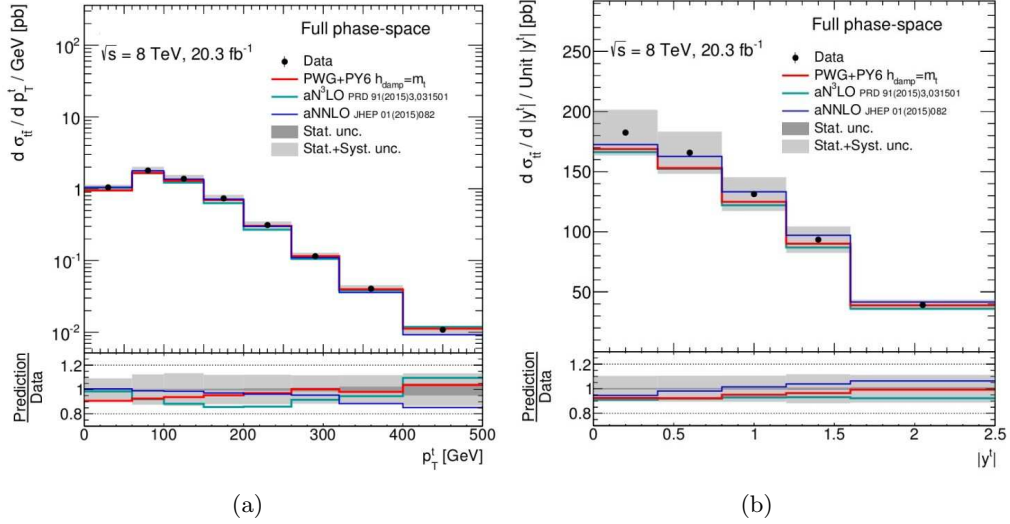 Full phase-space
√s = 8 TeV, 20.3 fb⁻¹
Data
PWG+PY6 h_damp=m_t
aN³LO PRD 91(2015)3,031501
aNNLO JHEP 01(2015)082
Stat. unc.
Stat.+Syst. unc.
d σ_tt̄ / d p_T^t / GeV [pb]
10²
10
1
10⁻¹
10⁻²
Prediction
Data
1.2
1
0.8
0 100 200 300 400 500
p_T^t [GeV]
(a)
Full phase-space
√s = 8 TeV, 20.3 fb⁻¹
Data
PWG+PY6 h_damp=m_t
aN³LO PRD 91(2015)3,031501
aNNLO JHEP 01(2015)082
Stat. unc.
Stat.+Syst. unc.
d σ_tt̄ / d |y^t| / Unit |y^t| [pb]
250
200
150
100
50
Prediction
Data
1.2
1
0.8
0 0.5 1 1.5 2 2.5
|y^t|
(b)